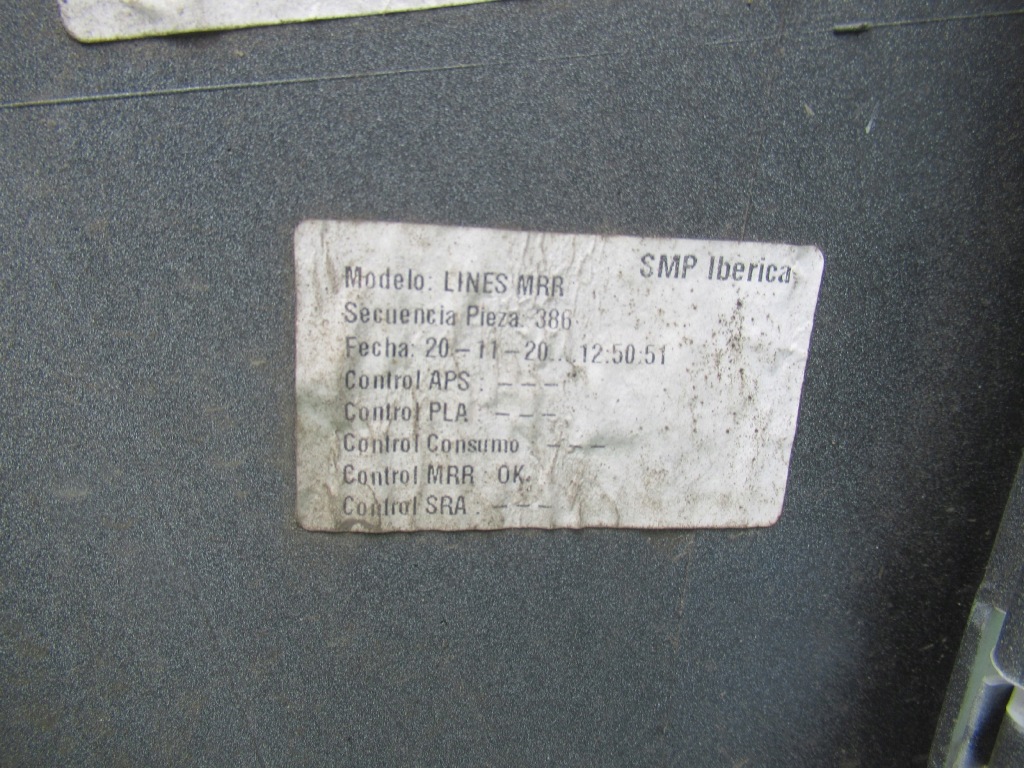 SMP Iberica
Modelo: LINES MRR
Secuencia Pieza: 386
Fecha: 20-11-20... 12:50:51
Control APS : ---
Control PLA : ---
Control Consumo : ---
Control MRR : OK
Control SRA : ---